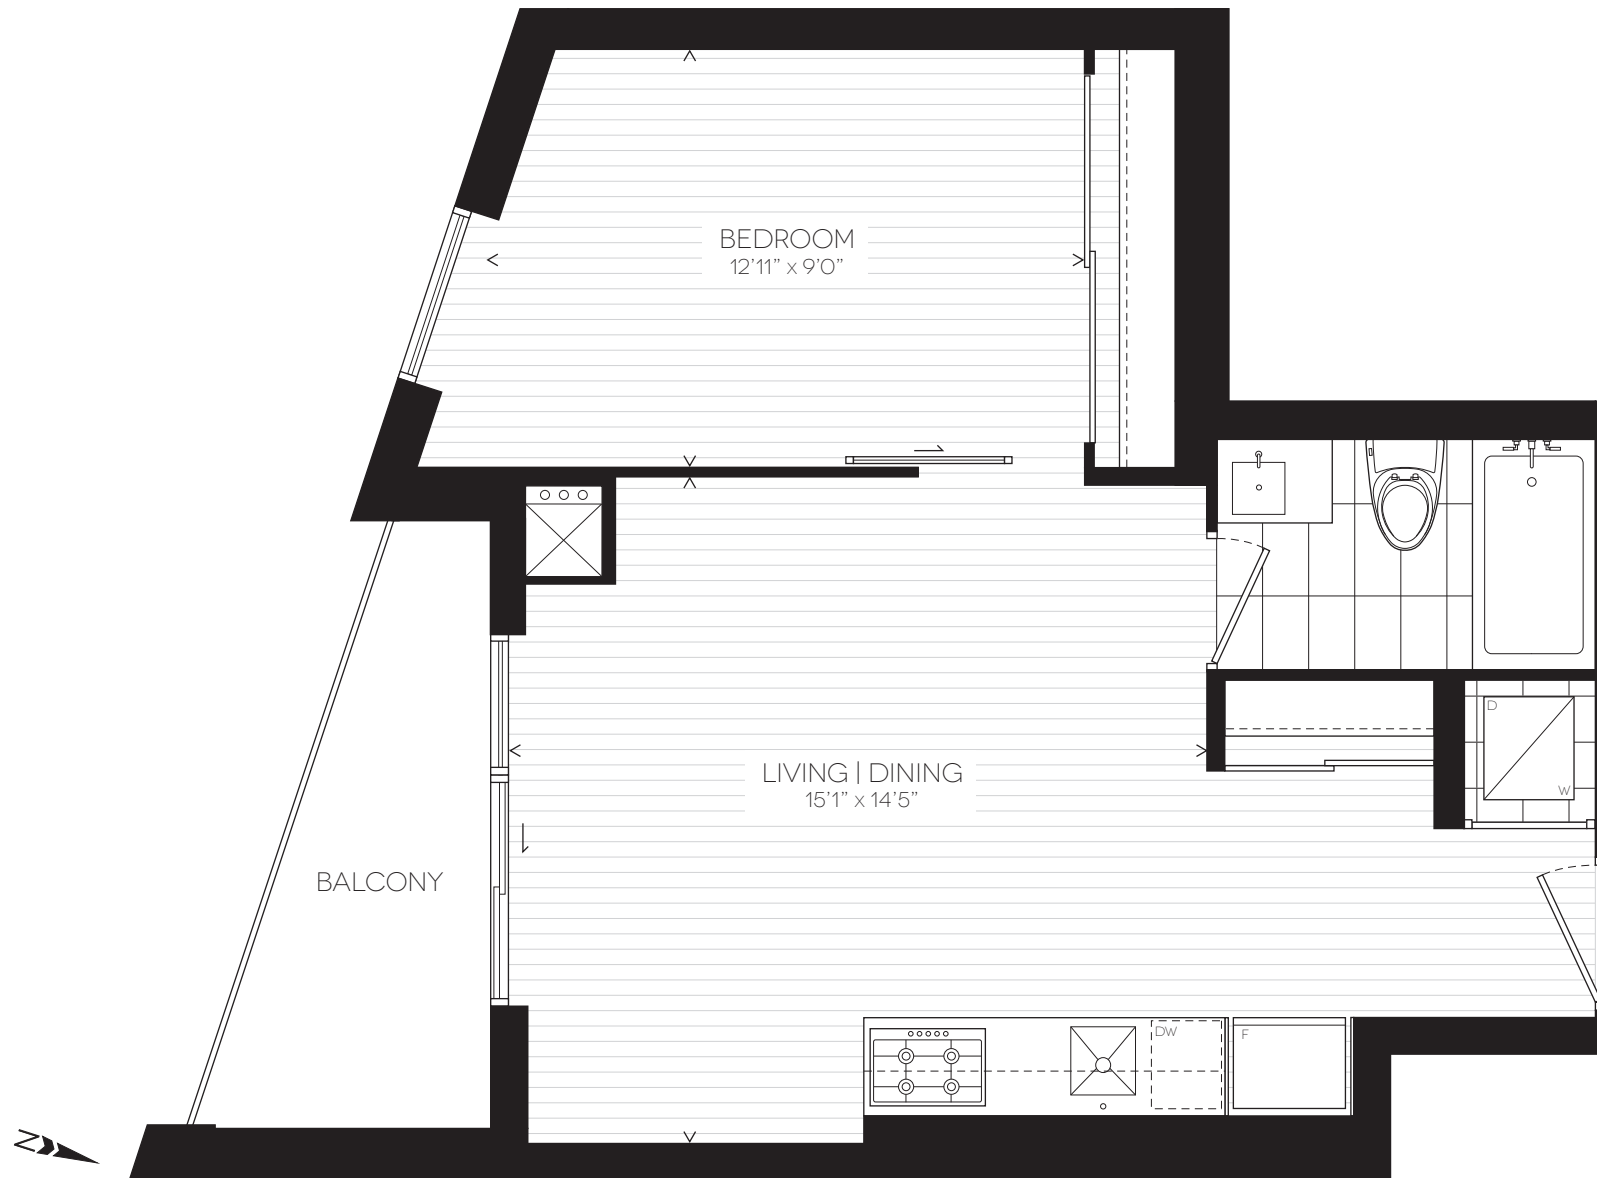 BEDROOM
12'11" x 9'0"
D
W
LIVING | DINING
15'1" x 14'5"
BALCONY
DW
F
N